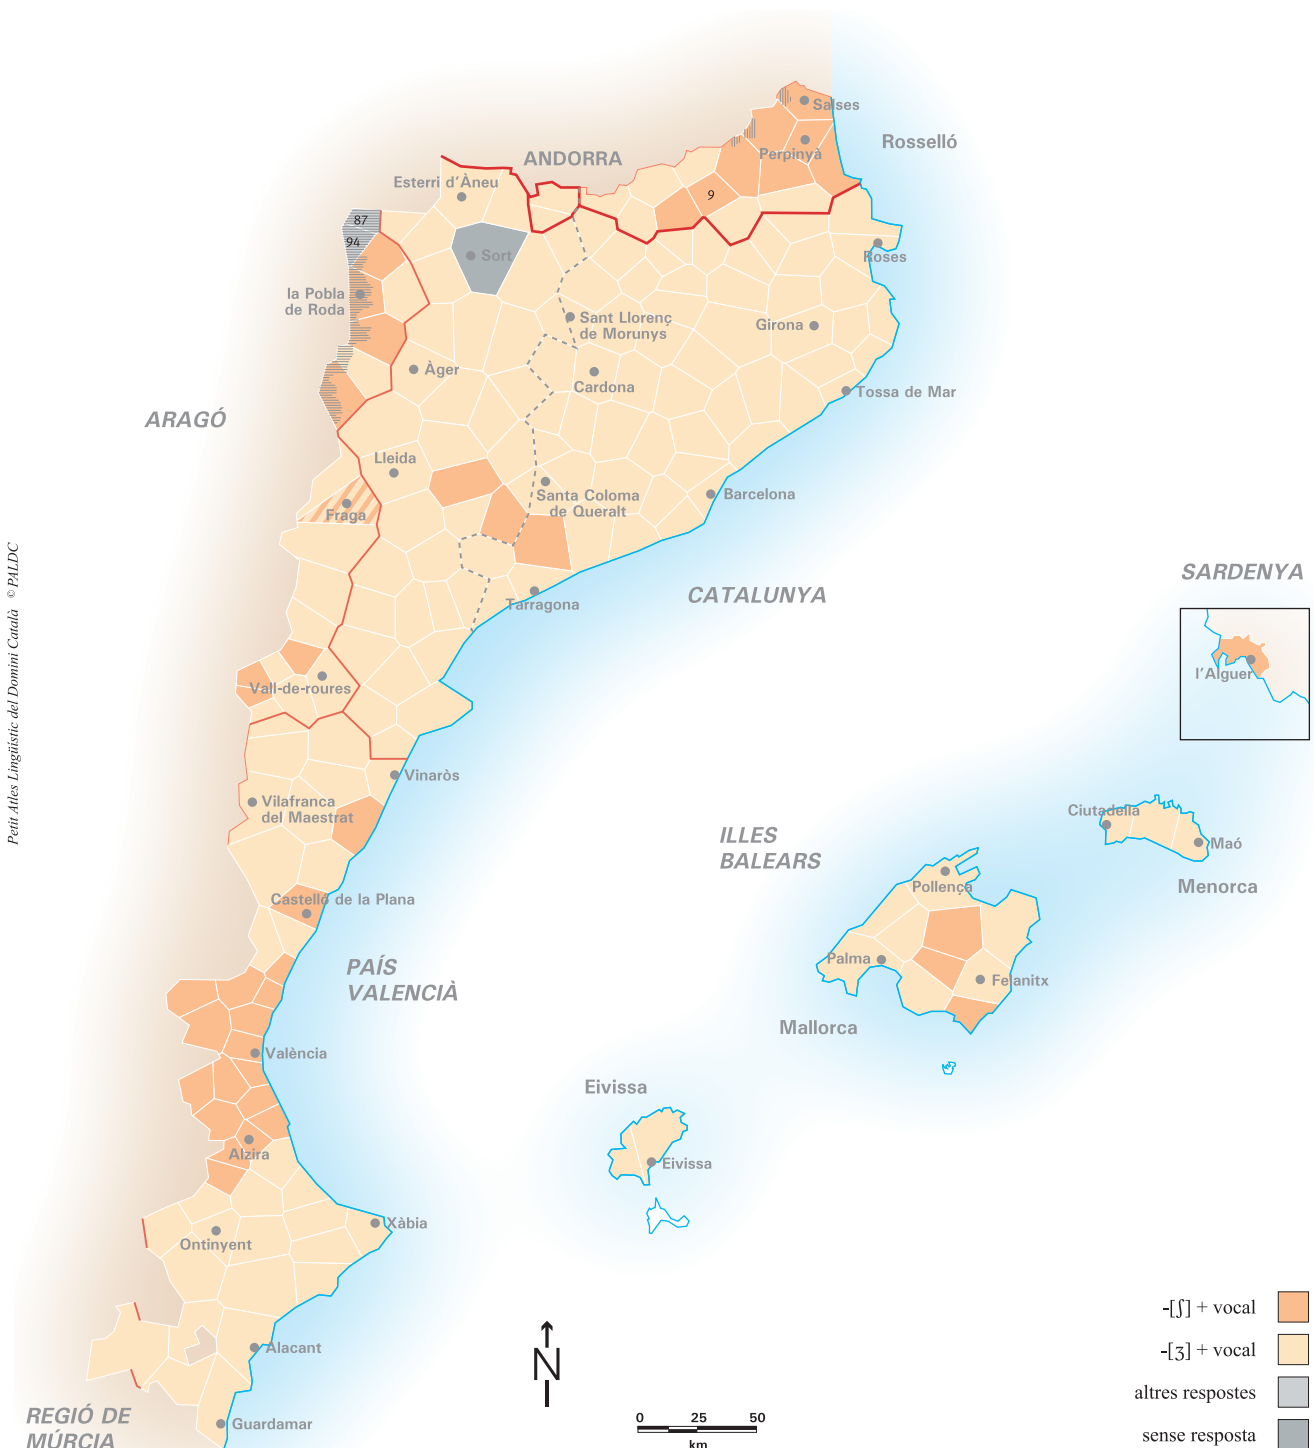 Salses
Rosselló
ANDORRA
Perpinyà
Esterri d'Àneu
9
87
94
Sort
Roses
la Pobla
de Roda
Sant Llorenç
de Morunys
Girona
Àger
Cardona
Tossa de Mar
ARAGÓ
Lleida
Santa Coloma
de Queralt
Barcelona
Fraga
Petit Atles Lingüístic del Domini Català © PALDC
SARDENYA
CATALUNYA
Tarragona
l'Alguer
Vall-de-roures
Vinaròs
Vilafranca
del Maestrat
Ciutadella
ILLES
BALEARS
Maó
Menorca
Pollença
Castelló de la Plana
PAÍS
VALENCIÀ
Palma
Felanitx
Mallorca
València
Eivissa
Alzira
Eivissa
Xàbia
Ontinyent
Alacant
Guardamar
REGIÓ DE
MÚRCIA
N
0 25 50
km
-[ʃ] + vocal
-[ʒ] + vocal
altres respostes
sense resposta